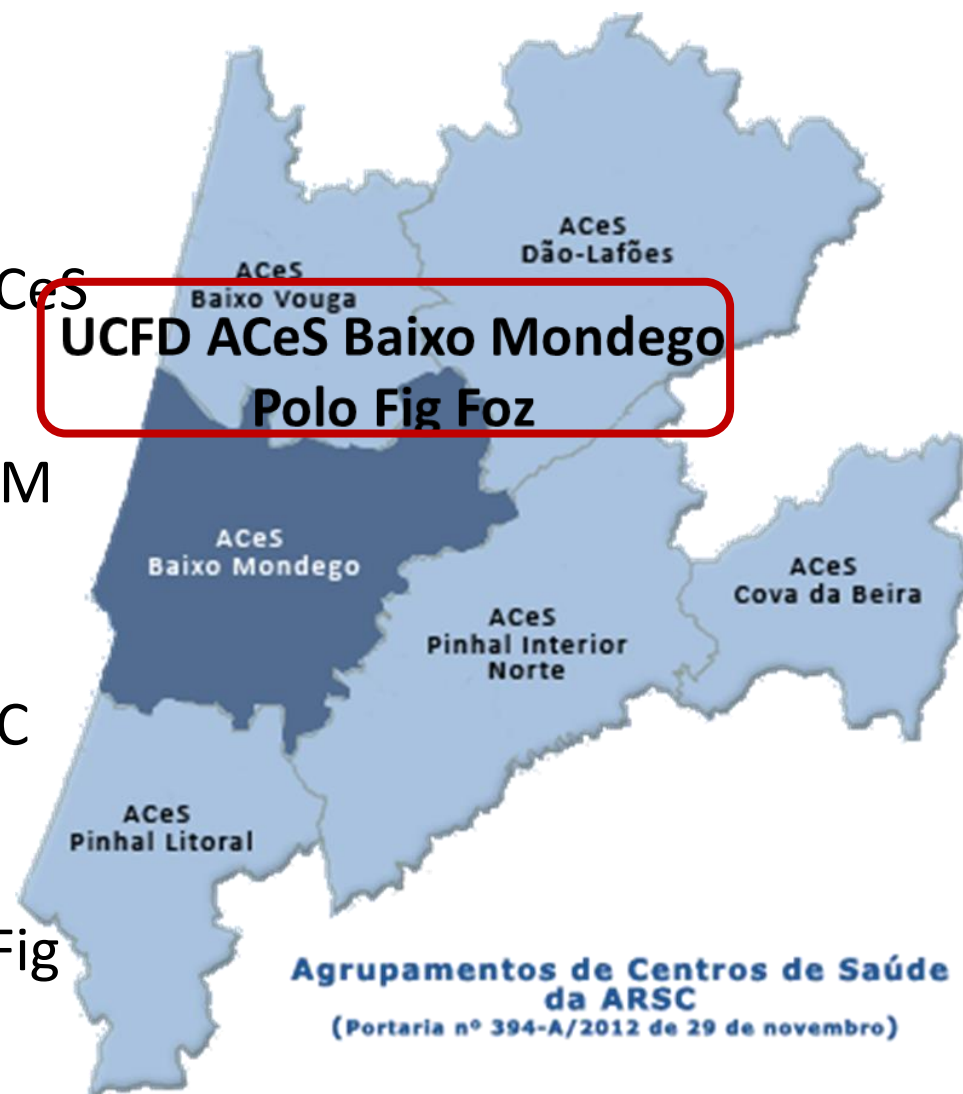 ACeS
Dão-Lafões
CeS
ACeS
Baixo Vouga
UCFD ACeS Baixo Mondego
Polo Fig Foz
M
ACeS
Baixo Mondego
ACeS
Cova da Beira
ACeS
Pinhal Interior
Norte
C
ACeS
Pinhal Litoral
Fig
Agrupamentos de Centros de Saúde
da ARSC
(Portaria nº 394-A/2012 de 29 de novembro)